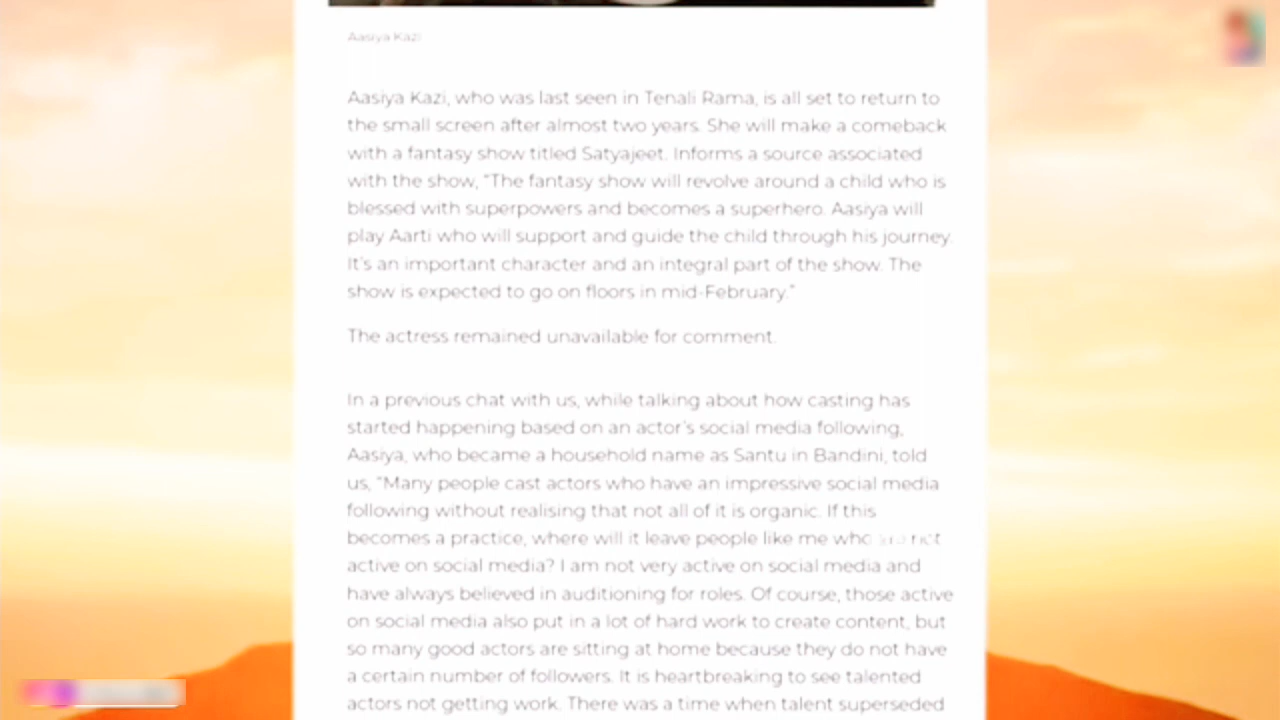 Aasiya Kazi
Aasiya Kazi, who was last seen in Tenali Rama, is all set to return to
the small screen after almost two years. She will make a comeback
with a fantasy show titled Satyajeet. Informs a source associated
with the show, "The fantasy show will revolve around a child who is
blessed with superpowers and becomes a superhero. Aasiya will
play Aarti who will support and guide the child through his journey.
It's an important character and an integral part of the show. The
show is expected to go on floors in mid-February."
The actress remained unavailable for comment.
In a previous chat with us, while talking about how casting has
started happening based on an actor's social media following,
Aasiya, who became a household name as Santu in Bandini, told
us, "Many people cast actors who have an impressive social media
following without realising that not all of it is organic. If this
becomes a practice, where will it leave people like me who
active on social media? I am not very active on social media and
have always believed in auditioning for roles. Of course, those active
on social media also put in a lot of hard work to create content, but
so many good actors are sitting at home because they do not have
a certain number of followers. It is heartbreaking to see talented
actors not getting work. There was a time when talent superseded